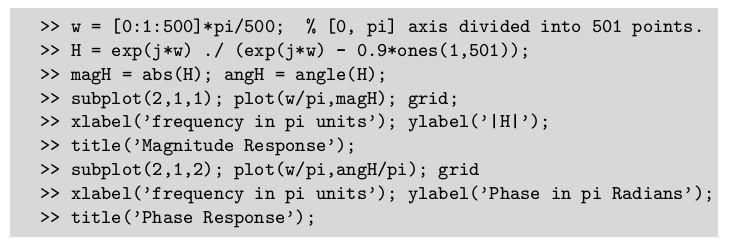 >> w = [0:1:500]*pi/500;  % [0, pi] axis divided into 501 points.
>> H = exp(j*w) ./ (exp(j*w) - 0.9*ones(1,501));
>> magH = abs(H); angH = angle(H);
>> subplot(2,1,1); plot(w/pi,magH); grid;
>> xlabel(’frequency in pi units’); ylabel(’|H|’);
>> title(’Magnitude Response’);
>> subplot(2,1,2); plot(w/pi,angH/pi); grid
>> xlabel(’frequency in pi units’); ylabel(’Phase in pi Radians’);
>> title(’Phase Response’);